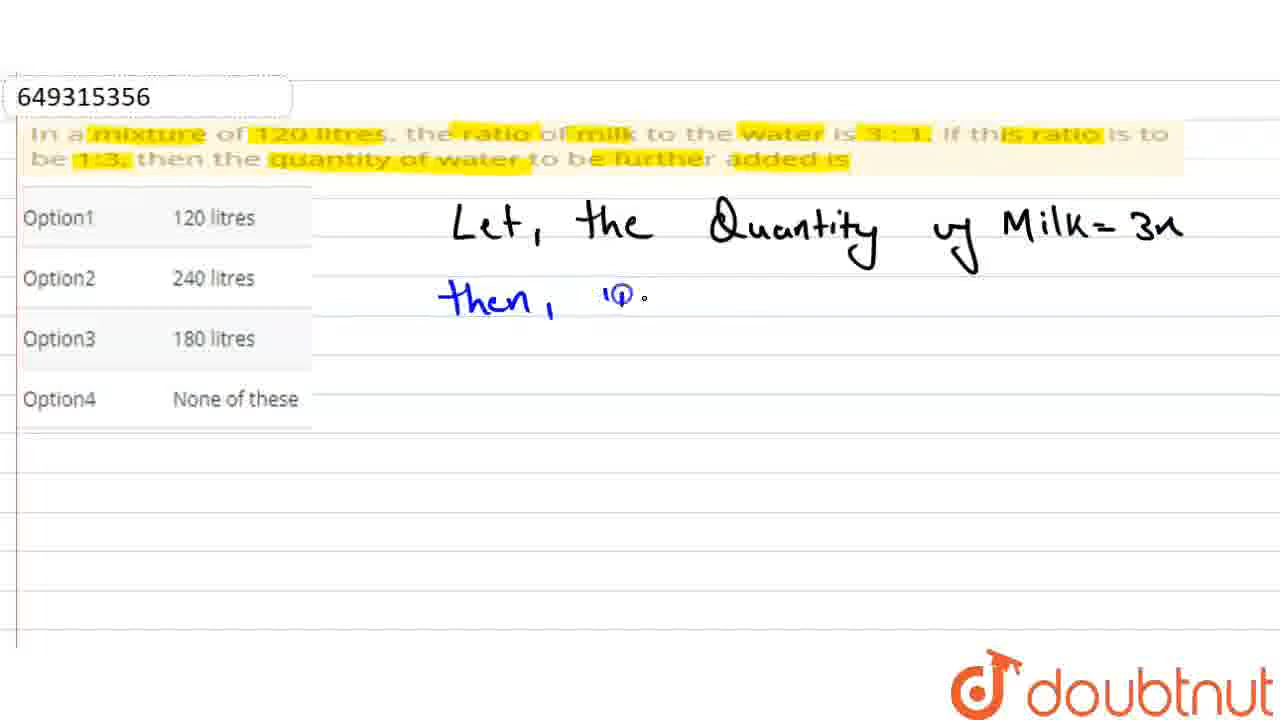 649315356
In a mixture of 120 litres, the ratio of milk to the water is 3 : 1. If this ratio is to
be 1:3, then the quantity of water to be further added is
Option1 120 litres
Let, the Quantity of Milk = 3x
Option2 240 litres
then,
Option3 180 litres
Option4 None of these
doubtnut